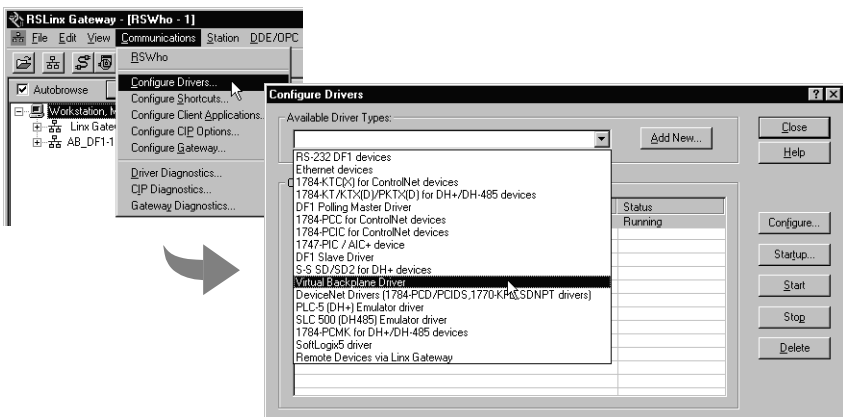 RSLinx Gateway - [RSWho - 1]
File Edit View Communications Station DDE/OPC
RSWho
Autobrowse
Configure Drivers...
Configure Shortcuts...
Configure Client Applications...
Configure CIP Options...
Configure Gateway...
Driver Diagnostics...
CIP Diagnostics...
Gateway Diagnostics...
Workstation, M
Linx Gate
AB_DF1-1
Configure Drivers
Available Driver Types:
Add New...
Close
Help
RS-232 DF1 devices
Ethernet devices
1784-KTC(X) for ControlNet devices
1784-KT/KTX(D)/PKTX(D) for DH+/DH-485 devices
DF1 Polling Master Driver
1784-PCC for ControlNet devices
1784-PCIC for ControlNet devices
1747-PIC / AIC+ device
DF1 Slave Driver
S-S SD/SD2 for DH+ devices
Virtual Backplane Driver
DeviceNet Drivers (1784-PCD/PCIDS,1770-KFD,SDNPT drivers)
PLC-5 (DH+) Emulator driver
SLC 500 (DH485) Emulator driver
1784-PCMK for DH+/DH-485 devices
SoftLogix5 driver
Remote Devices via Linx Gateway
Status
Running
Configure...
Startup...
Start
Stop
Delete